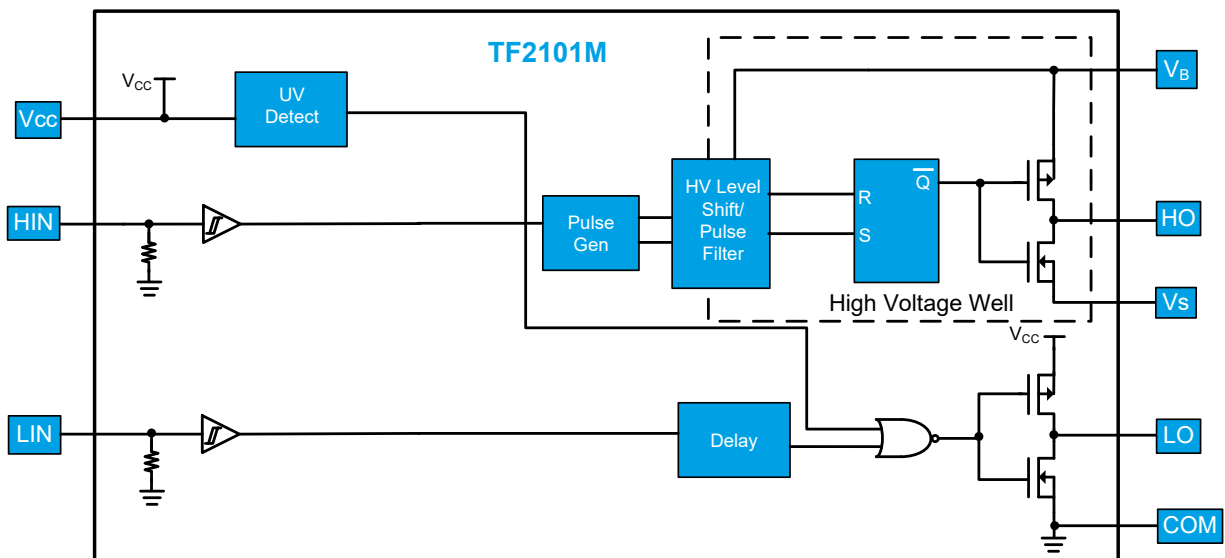 TF2101M
VCC
Vcc
UV
Detect
VB
HIN
Pulse
Gen
HV Level
Shift/
Pulse
Filter
R
S
Q
HO
High Voltage Well
Vs
VCC
LIN
Delay
LO
COM